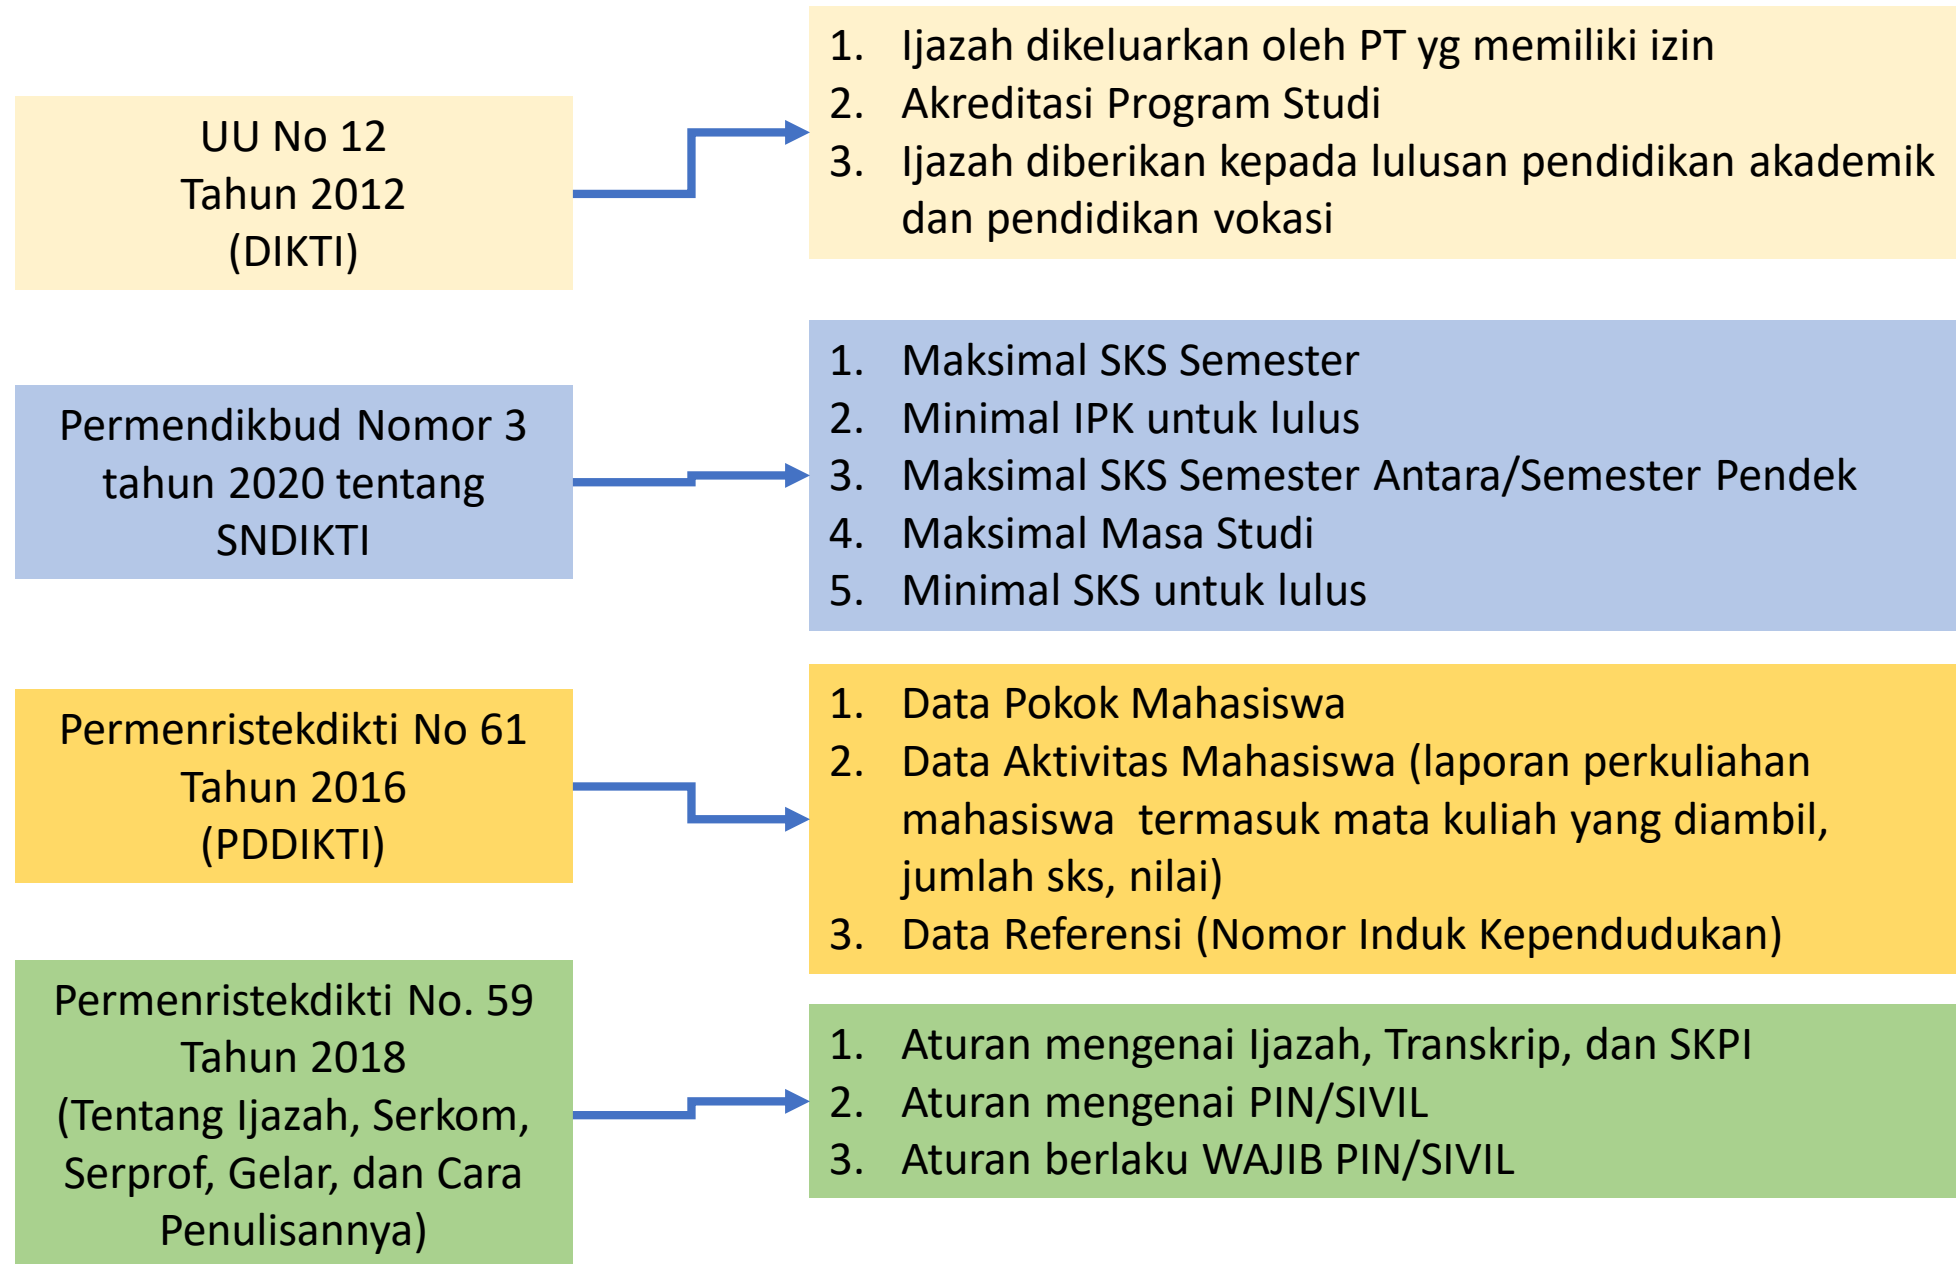 UU No 12
Tahun 2012
(DIKTI)
1. Ijazah dikeluarkan oleh PT yg memiliki izin
2. Akreditasi Program Studi
3. Ijazah diberikan kepada lulusan pendidikan akademik
dan pendidikan vokasi
Permendikbud Nomor 3
tahun 2020 tentang
SNDIKTI
1. Maksimal SKS Semester
2. Minimal IPK untuk lulus
3. Maksimal SKS Semester Antara/Semester Pendek
4. Maksimal Masa Studi
5. Minimal SKS untuk lulus
Permenristekdikti No 61
Tahun 2016
(PDDIKTI)
1. Data Pokok Mahasiswa
2. Data Aktivitas Mahasiswa (laporan perkuliahan
mahasiswa  termasuk mata kuliah yang diambil,
jumlah sks, nilai)
3. Data Referensi (Nomor Induk Kependudukan)
Permenristekdikti No. 59
Tahun 2018
(Tentang Ijazah, Serkom,
Serprof, Gelar, dan Cara
Penulisannya)
1. Aturan mengenai Ijazah, Transkrip, dan SKPI
2. Aturan mengenai PIN/SIVIL
3. Aturan berlaku WAJIB PIN/SIVIL